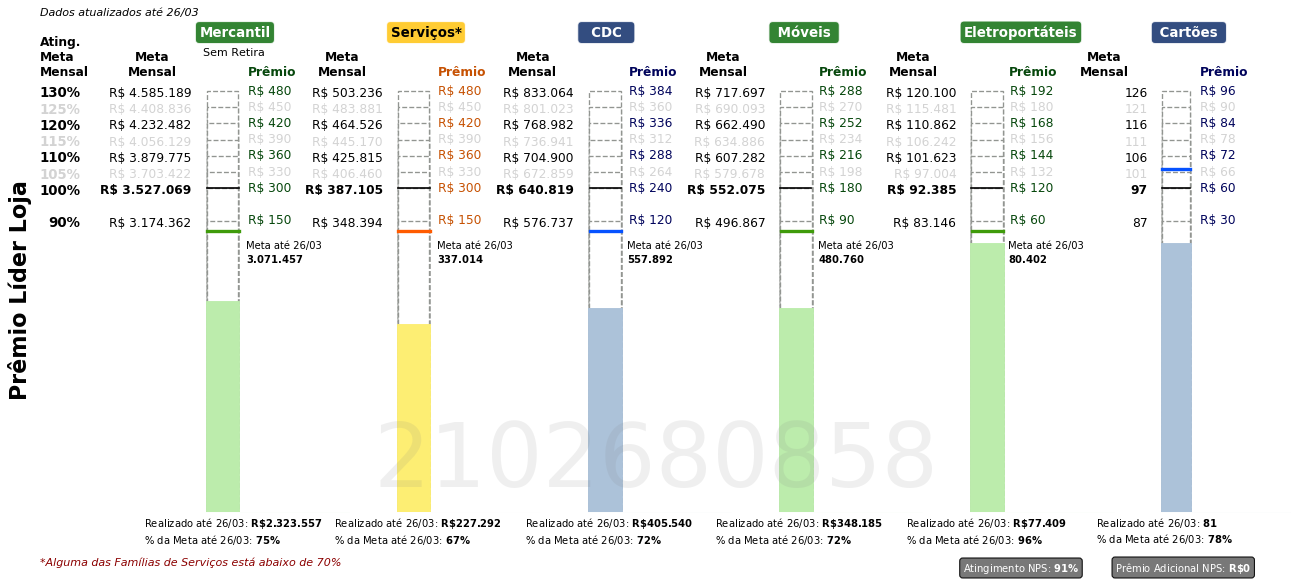 Dados atualizados até 26/03
Mercantil Serviços* CDC Móveis Eletroportáteis Cartões
Sem Retira
Ating. Meta Mensal
Meta Mensal Prêmio Meta Mensal Prêmio Meta Mensal Prêmio Meta Mensal Prêmio Meta Mensal Prêmio Meta Mensal Prêmio
130% R$ 4.585.189 R$ 480 R$ 503.236 R$ 480 R$ 833.064 R$ 384 R$ 717.697 R$ 288 R$ 120.100 R$ 192 126 R$ 96
125% R$ 4.408.836 R$ 450 R$ 483.881 R$ 450 R$ 801.023 R$ 360 R$ 690.093 R$ 270 R$ 115.481 R$ 180 121 R$ 90
120% R$ 4.232.482 R$ 420 R$ 464.526 R$ 420 R$ 768.982 R$ 336 R$ 662.490 R$ 252 R$ 110.862 R$ 168 116 R$ 84
115% R$ 4.056.129 R$ 390 R$ 445.170 R$ 390 R$ 736.941 R$ 312 R$ 634.886 R$ 234 R$ 106.242 R$ 156 111 R$ 78
110% R$ 3.879.775 R$ 360 R$ 425.815 R$ 360 R$ 704.900 R$ 288 R$ 607.282 R$ 216 R$ 101.623 R$ 144 106 R$ 72
105% R$ 3.703.422 R$ 330 R$ 406.460 R$ 330 R$ 672.859 R$ 264 R$ 579.678 R$ 198 R$ 97.004 R$ 132 101 R$ 66
100% R$ 3.527.069 R$ 300 R$ 387.105 R$ 300 R$ 640.819 R$ 240 R$ 552.075 R$ 180 R$ 92.385 R$ 120 97 R$ 60
90% R$ 3.174.362 R$ 150 R$ 348.394 R$ 150 R$ 576.737 R$ 120 R$ 496.867 R$ 90 R$ 83.146 R$ 60 87 R$ 30
Meta até 26/03 Meta até 26/03 Meta até 26/03 Meta até 26/03 Meta até 26/03
3.071.457 337.014 557.892 480.760 80.402
Prêmio Líder Loja
2102680858
Realizado até 26/03: R$2.323.557 Realizado até 26/03: R$227.292 Realizado até 26/03: R$405.540 Realizado até 26/03: R$348.185 Realizado até 26/03: R$77.409 Realizado até 26/03: 81
% da Meta até 26/03: 75% % da Meta até 26/03: 67% % da Meta até 26/03: 72% % da Meta até 26/03: 72% % da Meta até 26/03: 96% % da Meta até 26/03: 78%
*Alguma das Famílias de Serviços está abaixo de 70%
Atingimento NPS: 91% Prêmio Adicional NPS: R$0